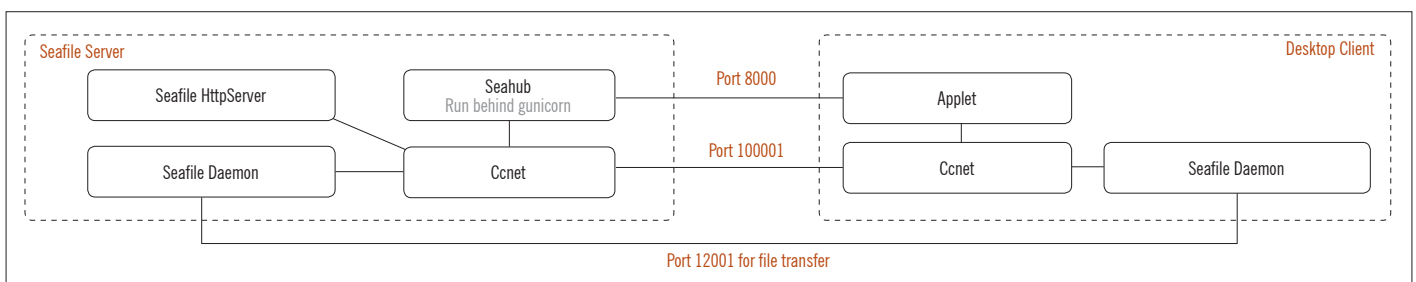 Seafile Server
Desktop Client
Seafile HttpServer
Seahub
Run behind gunicorn
Port 8000
Applet
Seafile Daemon
Ccnet
Port 100001
Ccnet
Seafile Daemon
Port 12001 for file transfer